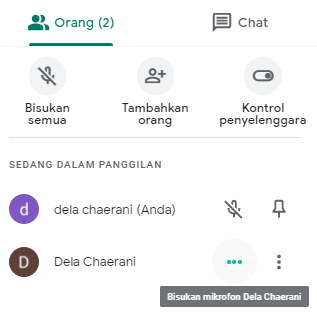 Orang (2)
Chat
Bisukan
semua
Tambahkan
orang
Kontrol
penyelenggara
SEDANG DALAM PANGGILAN
d
dela chaerani (Anda)
D
Dela Chaerani
Bisukan mikrofon Dela Chaerani